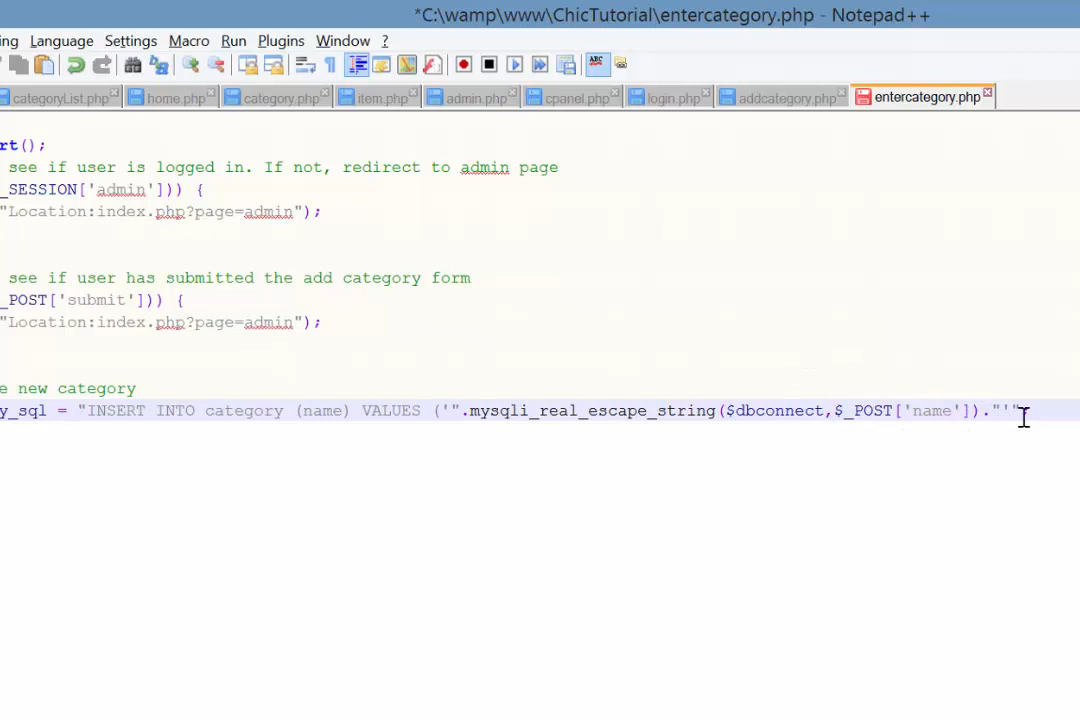 *C:\wamp\www\ChicTutorial\entercategory.php - Notepad++
ng Language Settings Macro Run Plugins Window ?
ABC
categoryList.php home.php category.php item.php admin.php cpanel.php login.php addcategory.php entercategory.php
rt();
see if user is logged in. If not, redirect to admin page
_SESSION['admin'])) {
"Location:index.php?page=admin");
see if user has submitted the add category form
_POST['submit'])) {
"Location:index.php?page=admin");
e new category
y_sql = "INSERT INTO category (name) VALUES ('".mysqli_real_escape_string($dbconnect,$_POST['name'])."'"